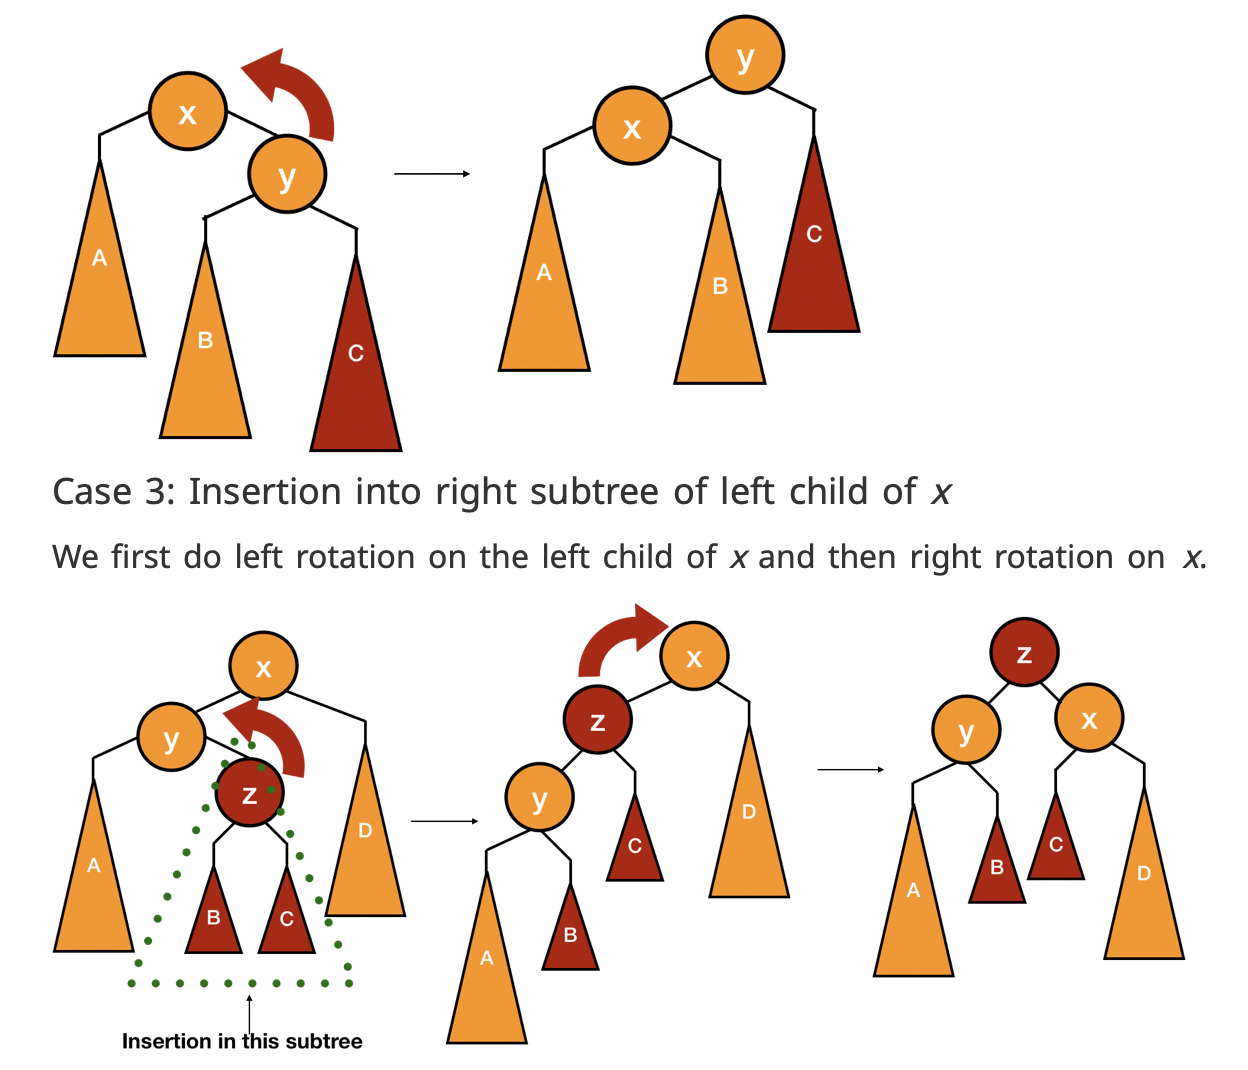 x
y
A
B
C
y
x
A
B
C
Case 3: Insertion into right subtree of left child of x
We first do left rotation on the left child of x and then right rotation on x.
x
y
z
A
B
C
D
Insertion in this subtree
x
z
y
C
D
B
A
z
y
x
A
B
C
D